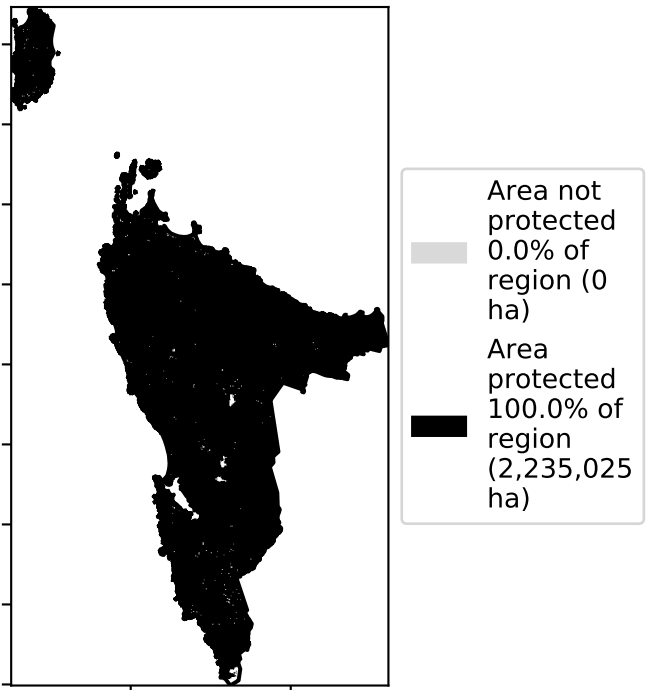 Area not
protected
0.0% of
region (0
ha)
Area
protected
100.0% of
region
(2,235,025
ha)